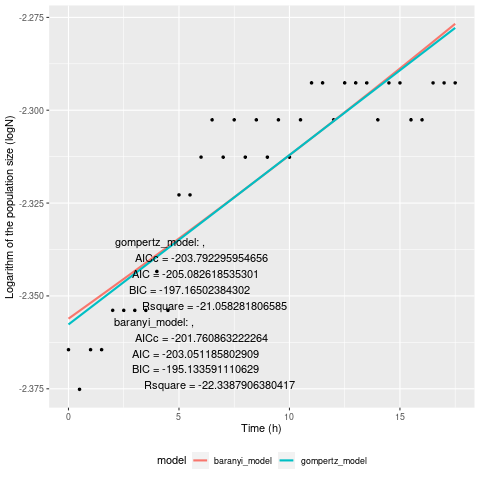 -2.275
-2.300
-2.325
-2.350
-2.375
Logarithm of the population size (logN)
gompertz_model: ,
AICc = -203.792295954656
AIC = -205.082618535301
BIC = -197.16502384302
Rsquare = -21.058281806585
baranyi_model: ,
AICc = -201.760863222264
AIC = -203.051185802909
BIC = -195.133591110629
Rsquare = -22.3387906380417
0 5 10 15
Time (h)
model baranyi_model gompertz_model